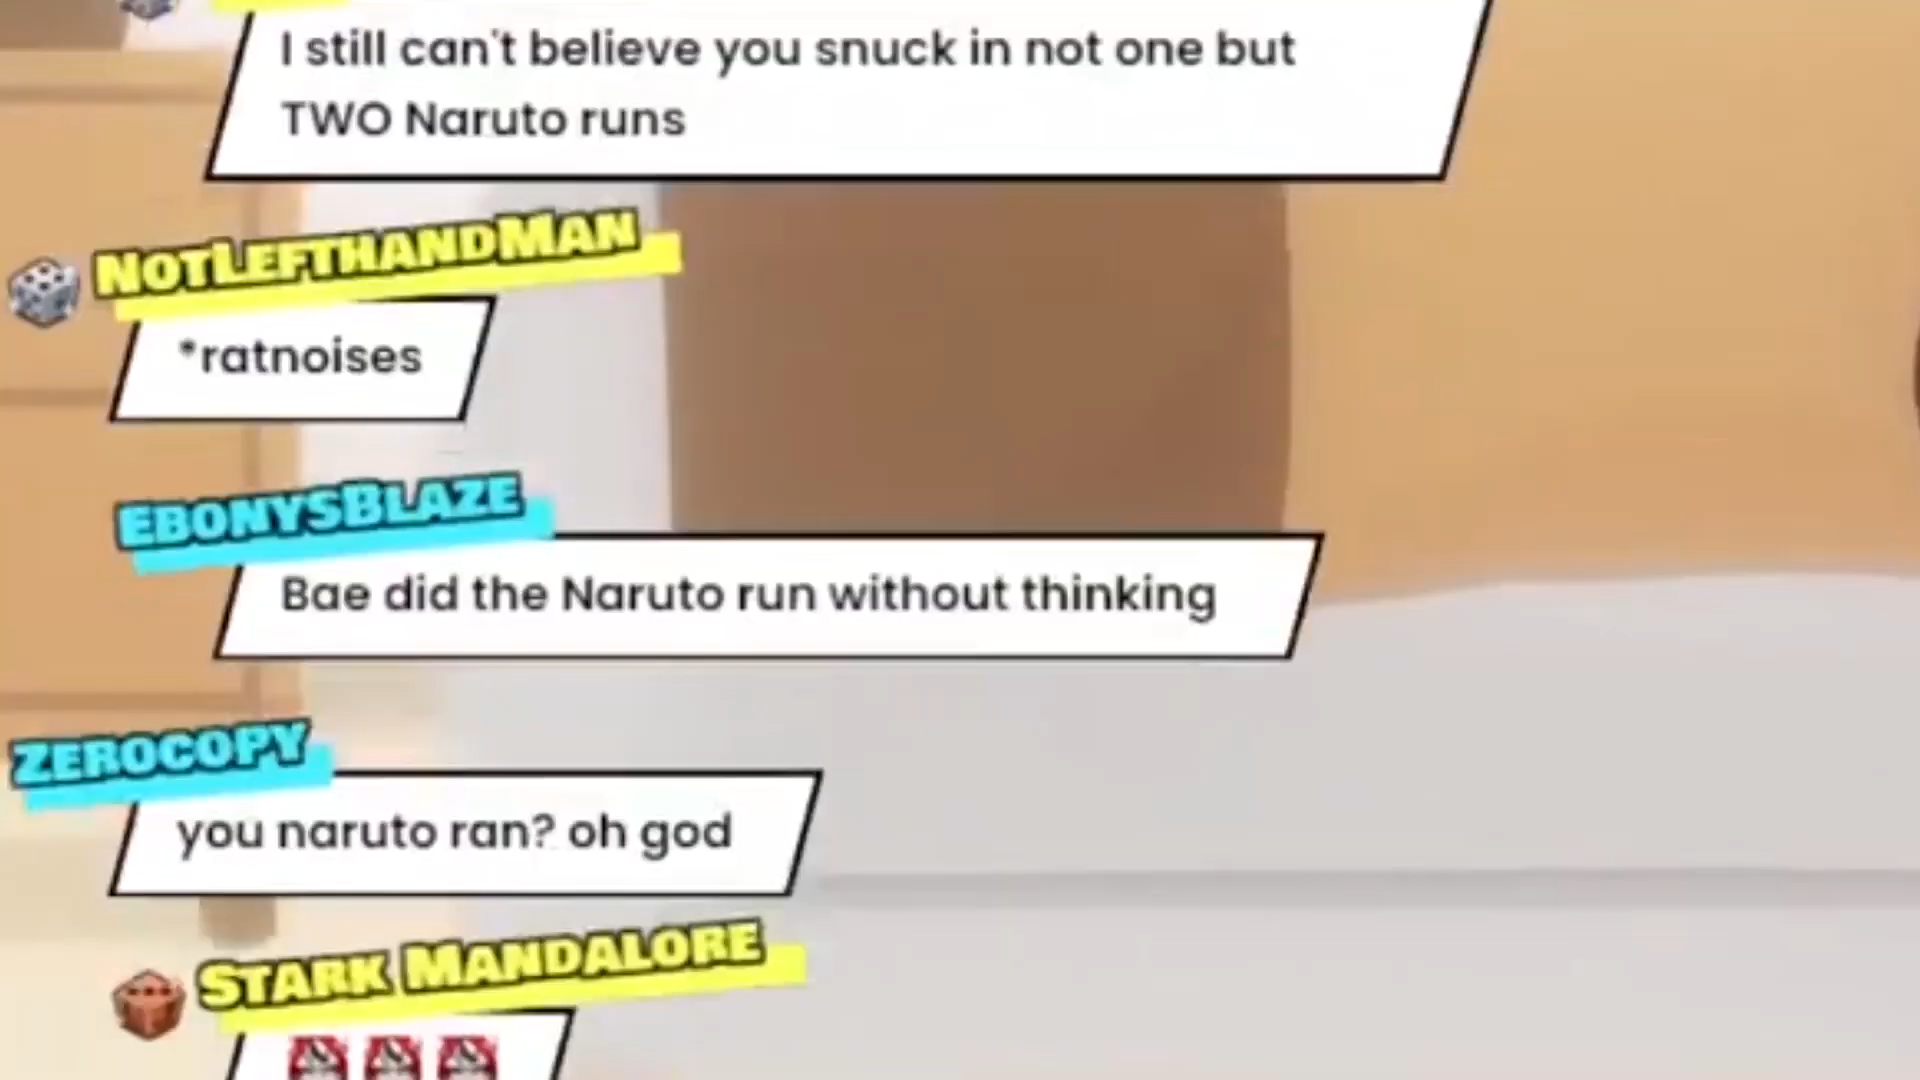 I still can't believe you snuck in not one but
TWO Naruto runs
NotLefthandMan
*ratnoises
EbonysBlaze
Bae did the Naruto run without thinking
Zerocopy
you naruto ran? oh god
Stark Mandalore